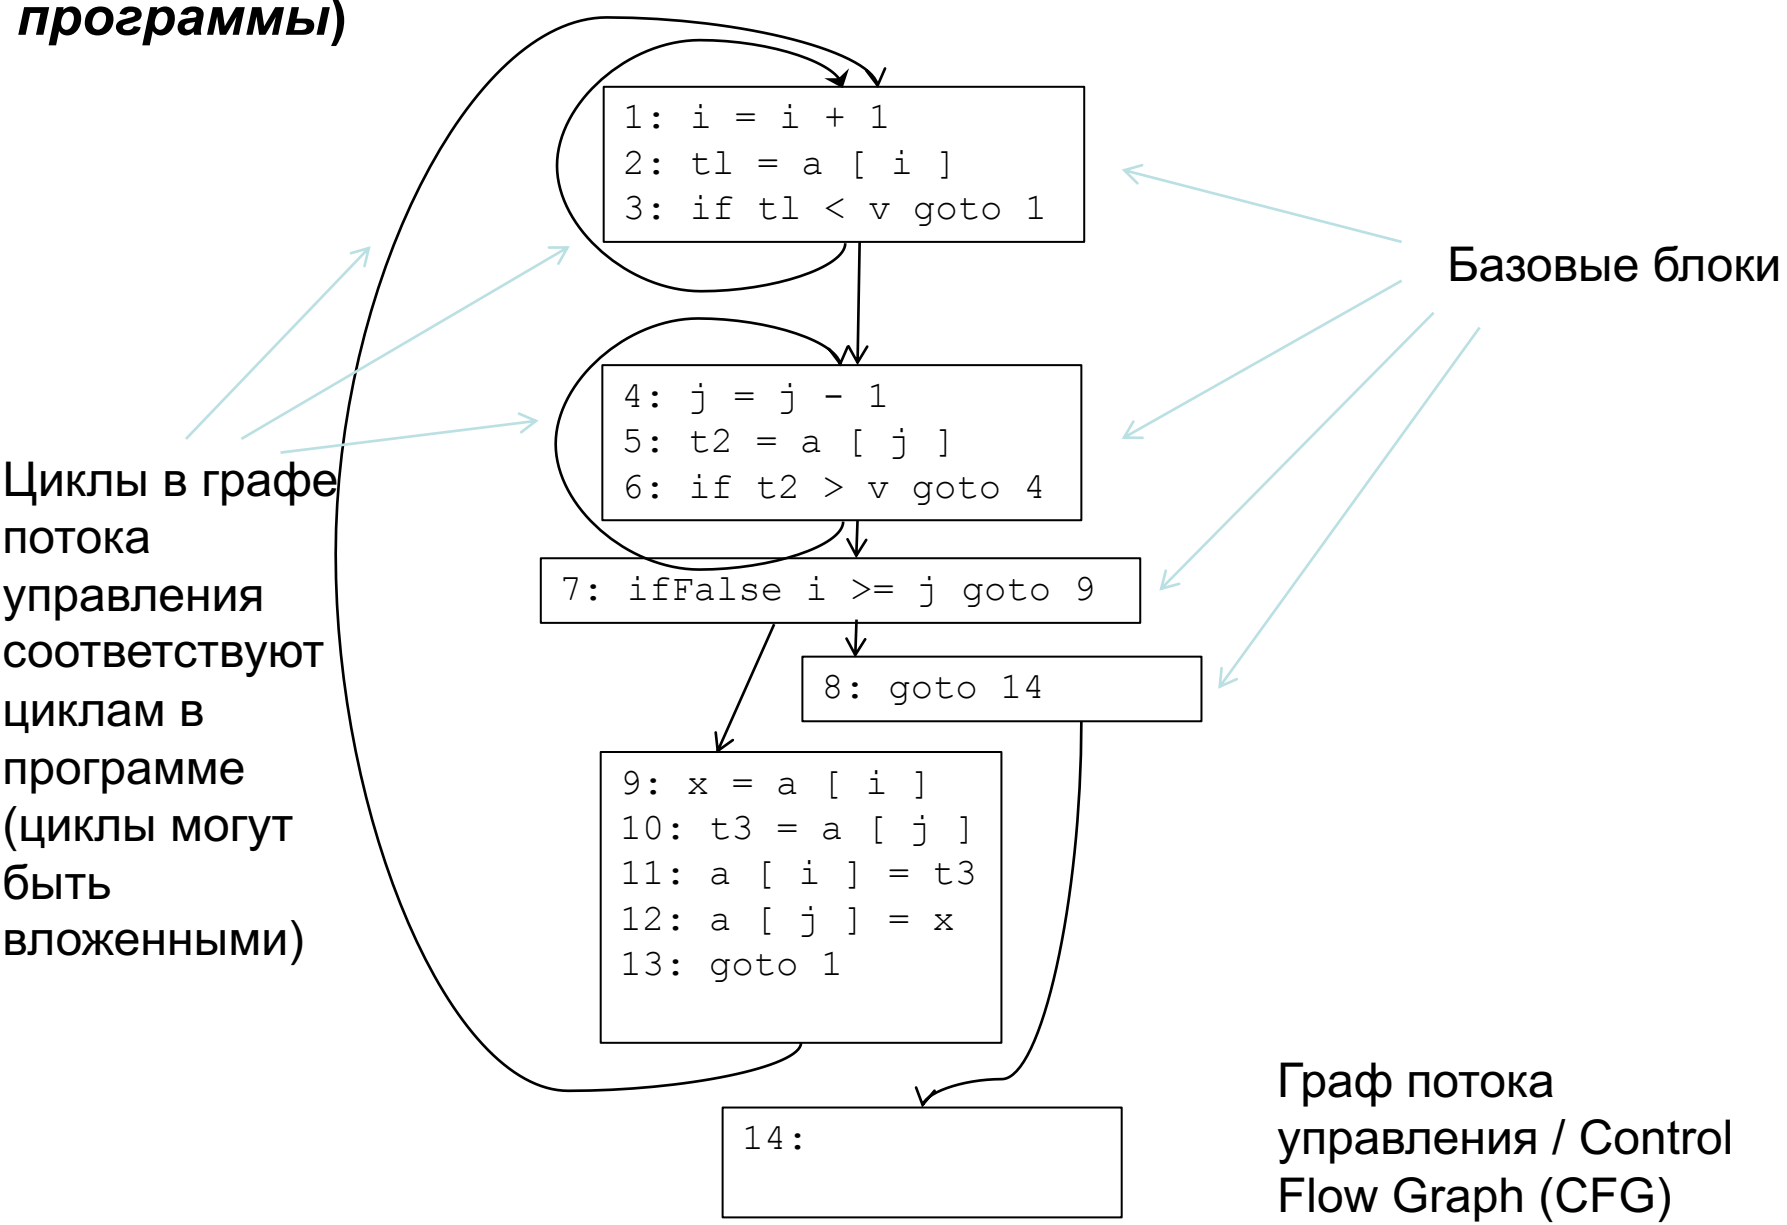 программы)
1: i = i + 1
2: tl = a [ i ]
3: if tl < v goto 1
Базовые блоки
4: j = j - 1
5: t2 = a [ j ]
6: if t2 > v goto 4
Циклы в графе
потока
управления
соответствуют
циклам в
программе
(циклы могут
быть
вложенными)
7: ifFalse i >= j goto 9
8: goto 14
9: x = a [ i ]
10: t3 = a [ j ]
11: a [ i ] = t3
12: a [ j ] = x
13: goto 1
14:
Граф потока
управления / Control
Flow Graph (CFG)